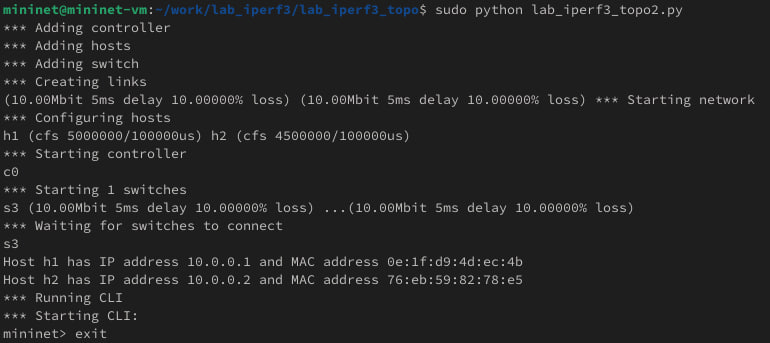 mininet@mininet-vm:~/work/lab_iperf3/lab_iperf3_topo$ sudo python lab_iperf3_topo2.py
*** Adding controller
*** Adding hosts
*** Adding switch
*** Creating links
(10.00Mbit 5ms delay 10.00000% loss) (10.00Mbit 5ms delay 10.00000% loss) *** Starting network
*** Configuring hosts
h1 (cfs 5000000/100000us) h2 (cfs 4500000/100000us)
*** Starting controller
c0
*** Starting 1 switches
s3 (10.00Mbit 5ms delay 10.00000% loss) ...(10.00Mbit 5ms delay 10.00000% loss)
*** Waiting for switches to connect
s3
Host h1 has IP address 10.0.0.1 and MAC address 0e:1f:d9:4d:ec:4b
Host h2 has IP address 10.0.0.2 and MAC address 76:eb:59:82:78:e5
*** Running CLI
*** Starting CLI:
mininet> exit